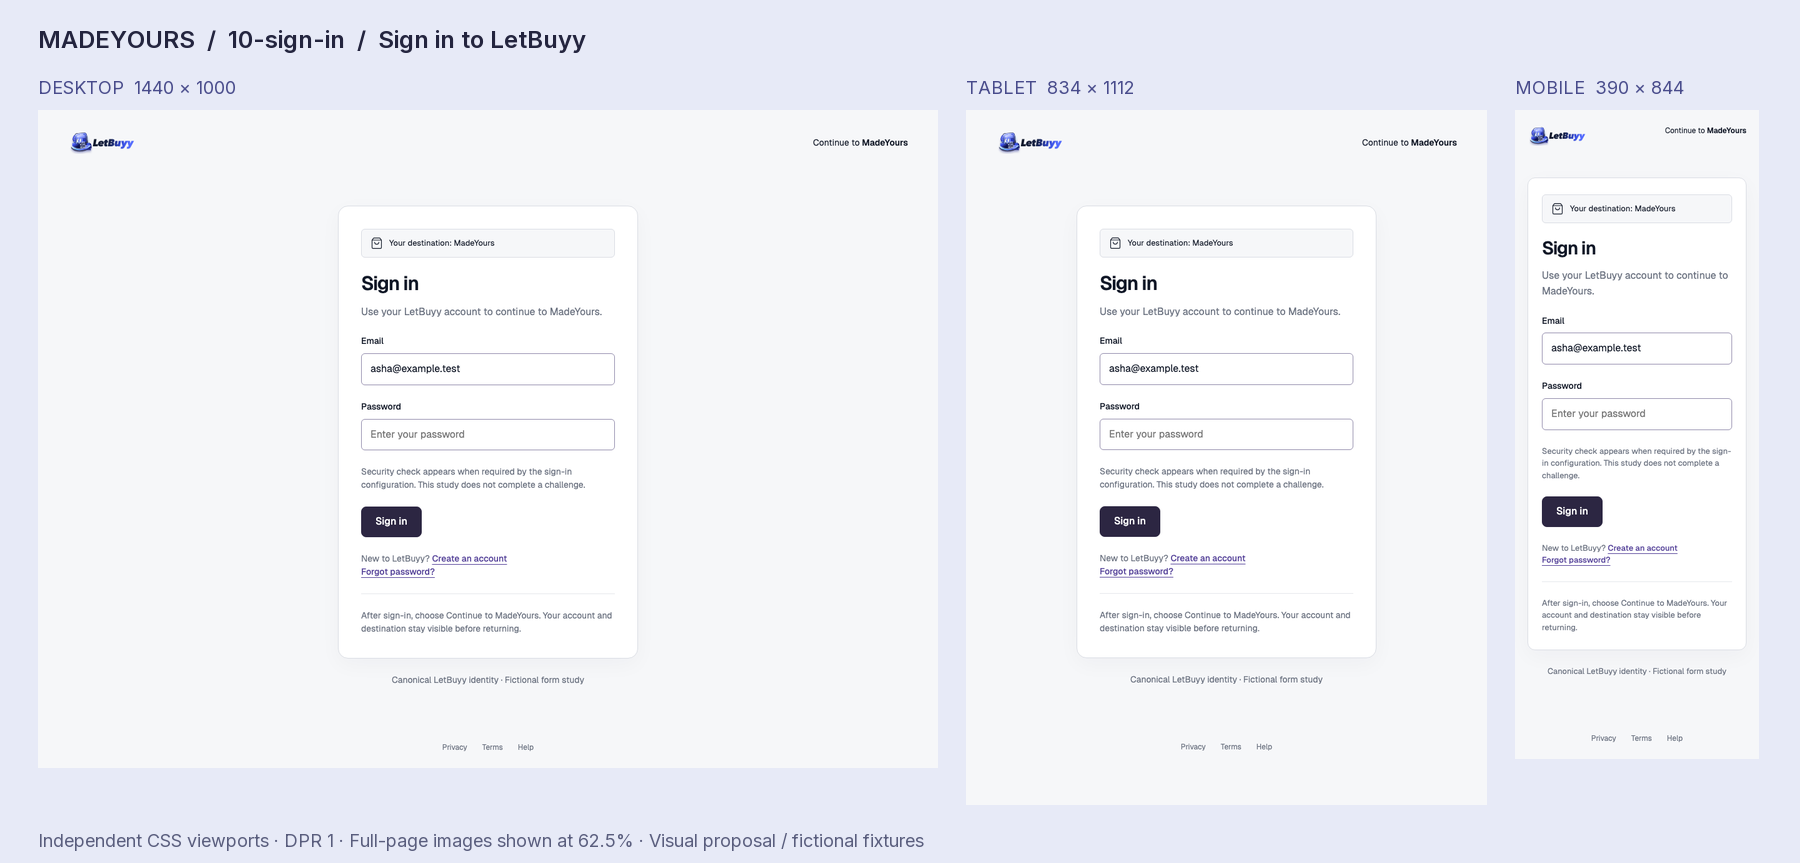 MADEYOURS / 10-sign-in / Sign in to LetBuyy
DESKTOP 1440 × 1000
LetBuyy
Continue to MadeYours
Your destination: MadeYours
Sign in
Use your LetBuyy account to continue to MadeYours.
Email
asha@example.test
Password
Enter your password
Security check appears when required by the sign-in
configuration. This study does not complete a challenge.
Sign in
New to LetBuyy? Create an account
Forgot password?
After sign-in, choose Continue to MadeYours. Your account and
destination stay visible before returning.
Canonical LetBuyy identity · Fictional form study
Privacy Terms Help
TABLET 834 × 1112
LetBuyy
Continue to MadeYours
Your destination: MadeYours
Sign in
Use your LetBuyy account to continue to MadeYours.
Email
asha@example.test
Password
Enter your password
Security check appears when required by the sign-in
configuration. This study does not complete a challenge.
Sign in
New to LetBuyy? Create an account
Forgot password?
After sign-in, choose Continue to MadeYours. Your account and
destination stay visible before returning.
Canonical LetBuyy identity · Fictional form study
Privacy Terms Help
MOBILE 390 × 844
LetBuyy
Continue to MadeYours
Your destination: MadeYours
Sign in
Use your LetBuyy account to continue to
MadeYours.
Email
asha@example.test
Password
Enter your password
Security check appears when required by the sign-
in configuration. This study does not complete a
challenge.
Sign in
New to LetBuyy? Create an account
Forgot password?
After sign-in, choose Continue to MadeYours. Your
account and destination stay visible before
returning.
Canonical LetBuyy identity · Fictional form study
Privacy Terms Help
Independent CSS viewports · DPR 1 · Full-page images shown at 62.5% · Visual proposal / fictional fixtures